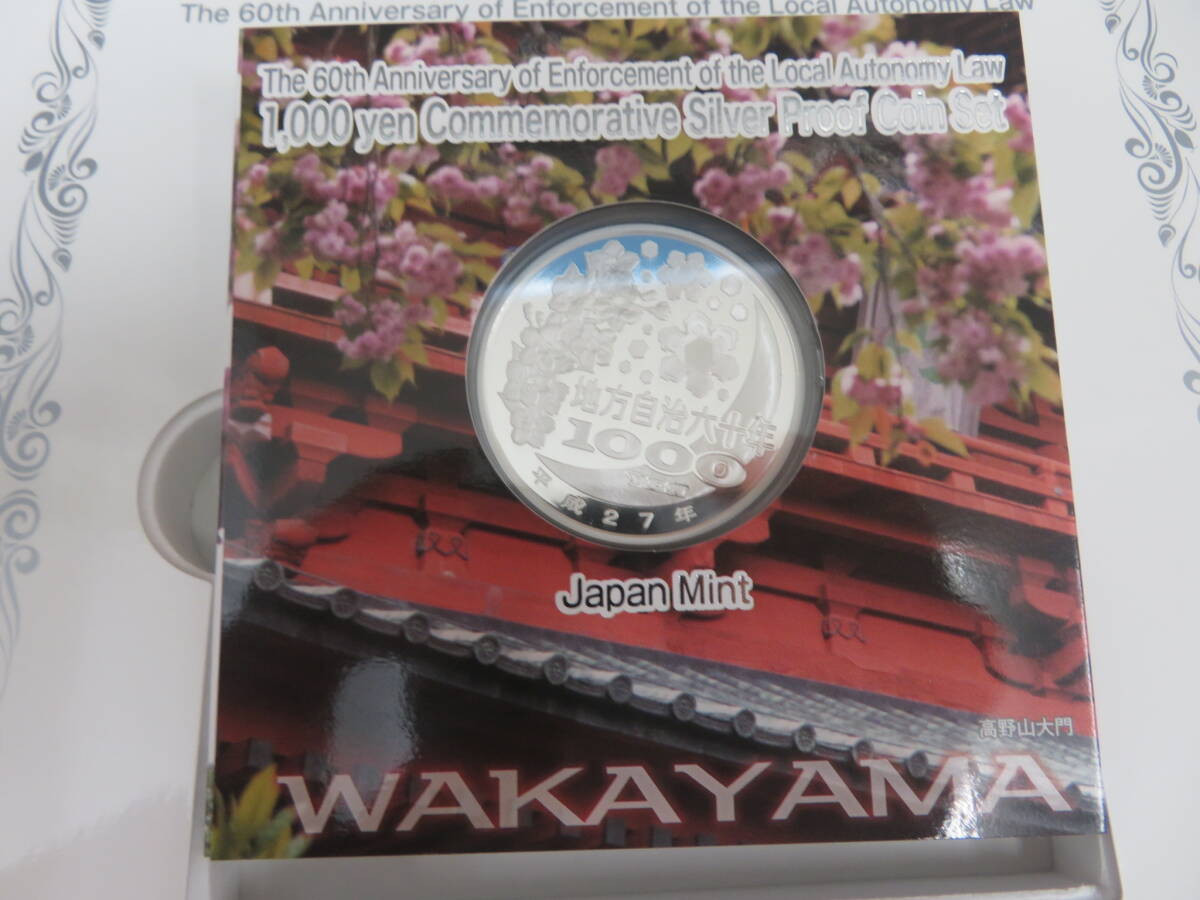 The 60th Anniversary of Enforcement of the Local Autonomy Law
The 60th Anniversary of Enforcement of the Local Autonomy Law
1,000 yen Commemorative Silver Proof Coin Set
地方自治六十年
1000
平成27年
Japan Mint
高野山大門
WAKAYAMA